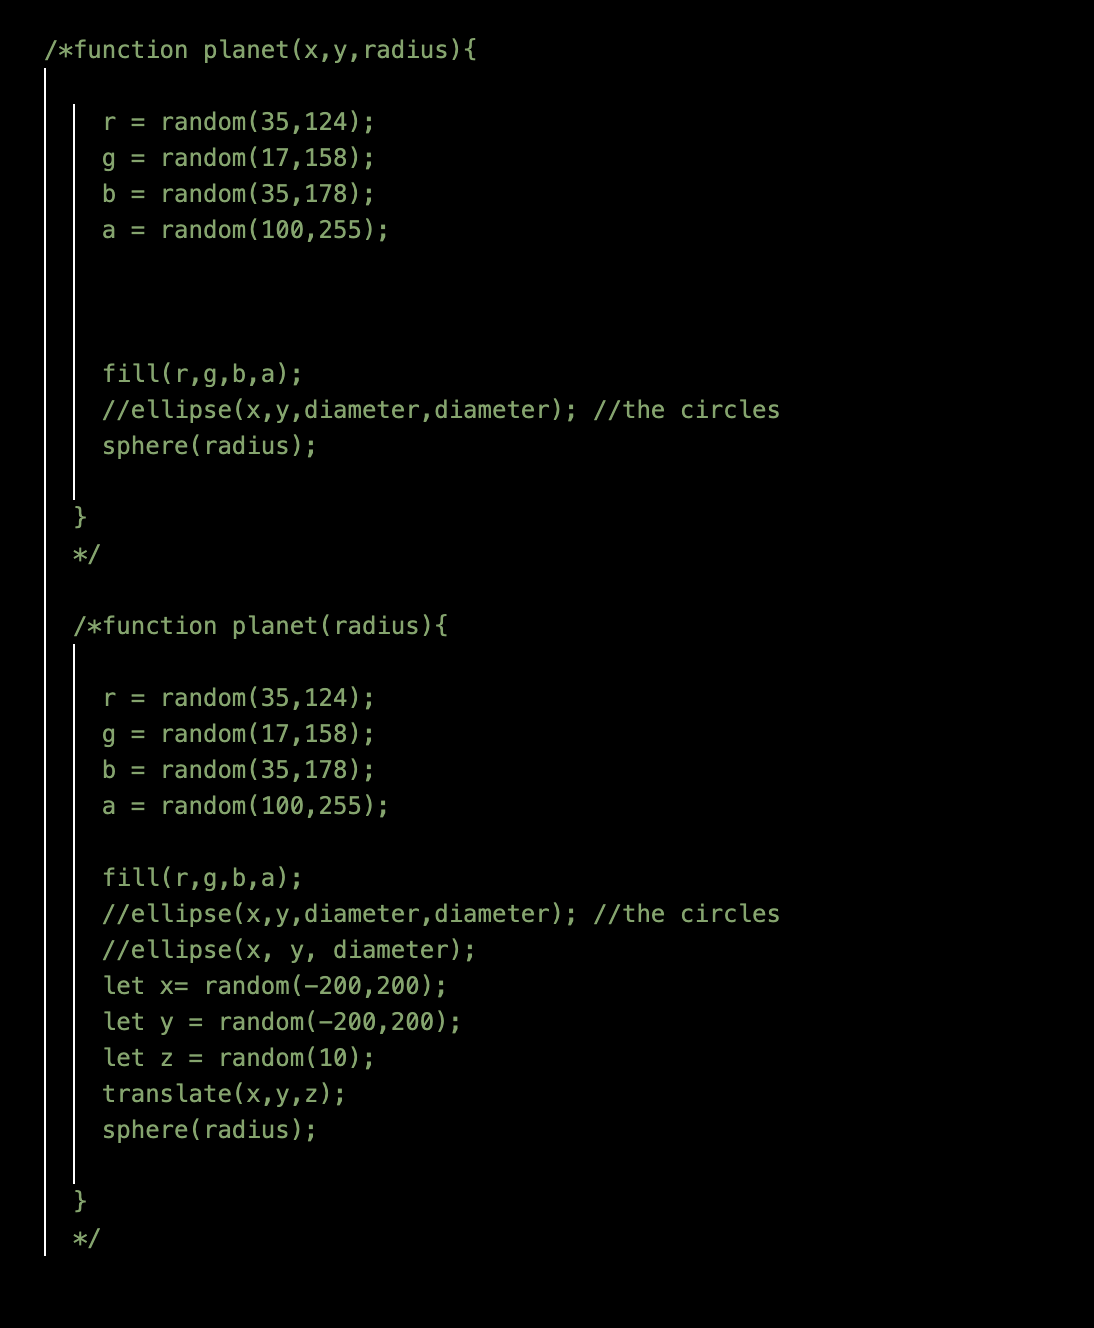 /*function planet(x,y,radius){
r = random(35,124);
g = random(17,158);
b = random(35,178);
a = random(100,255);
fill(r,g,b,a);
//ellipse(x,y,diameter,diameter); //the circles
sphere(radius);
}
*/
/*function planet(radius){
r = random(35,124);
g = random(17,158);
b = random(35,178);
a = random(100,255);
fill(r,g,b,a);
//ellipse(x,y,diameter,diameter); //the circles
//ellipse(x, y, diameter);
let x= random(-200,200);
let y = random(-200,200);
let z = random(10);
translate(x,y,z);
sphere(radius);
}
*/